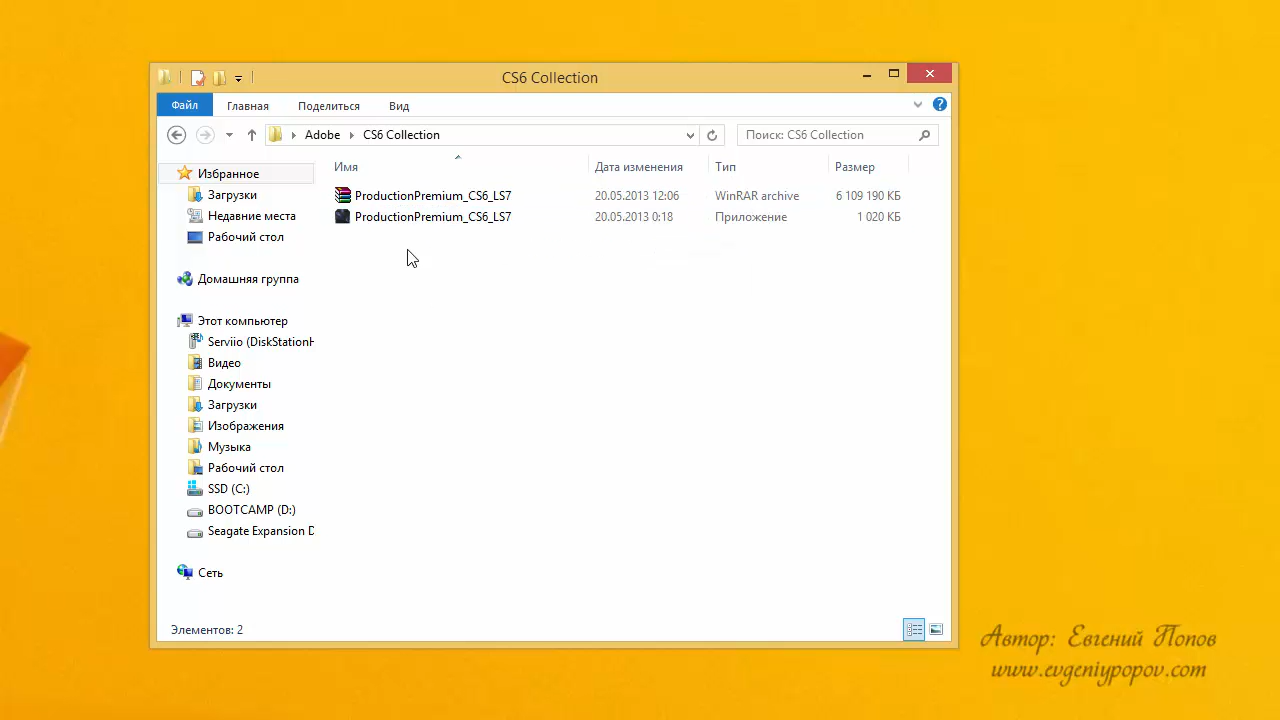 CS6 Collection
Файл Главная Поделиться Вид
Adobe CS6 Collection Поиск: CS6 Collection
Имя Дата изменения Тип Размер
ProductionPremium_CS6_LS7 20.05.2013 12:06 WinRAR archive 6 109 190 КБ
ProductionPremium_CS6_LS7 20.05.2013 0:18 Приложение 1 020 КБ
Избранное
Загрузки
Недавние места
Рабочий стол
Домашняя группа
Этот компьютер
Serviio (DiskStationH
Видео
Документы
Загрузки
Изображения
Музыка
Рабочий стол
SSD (C:)
BOOTCAMP (D:)
Seagate Expansion D
Сеть
Элементов: 2
Автор: Евгений Попов
www.evgeniypopov.com